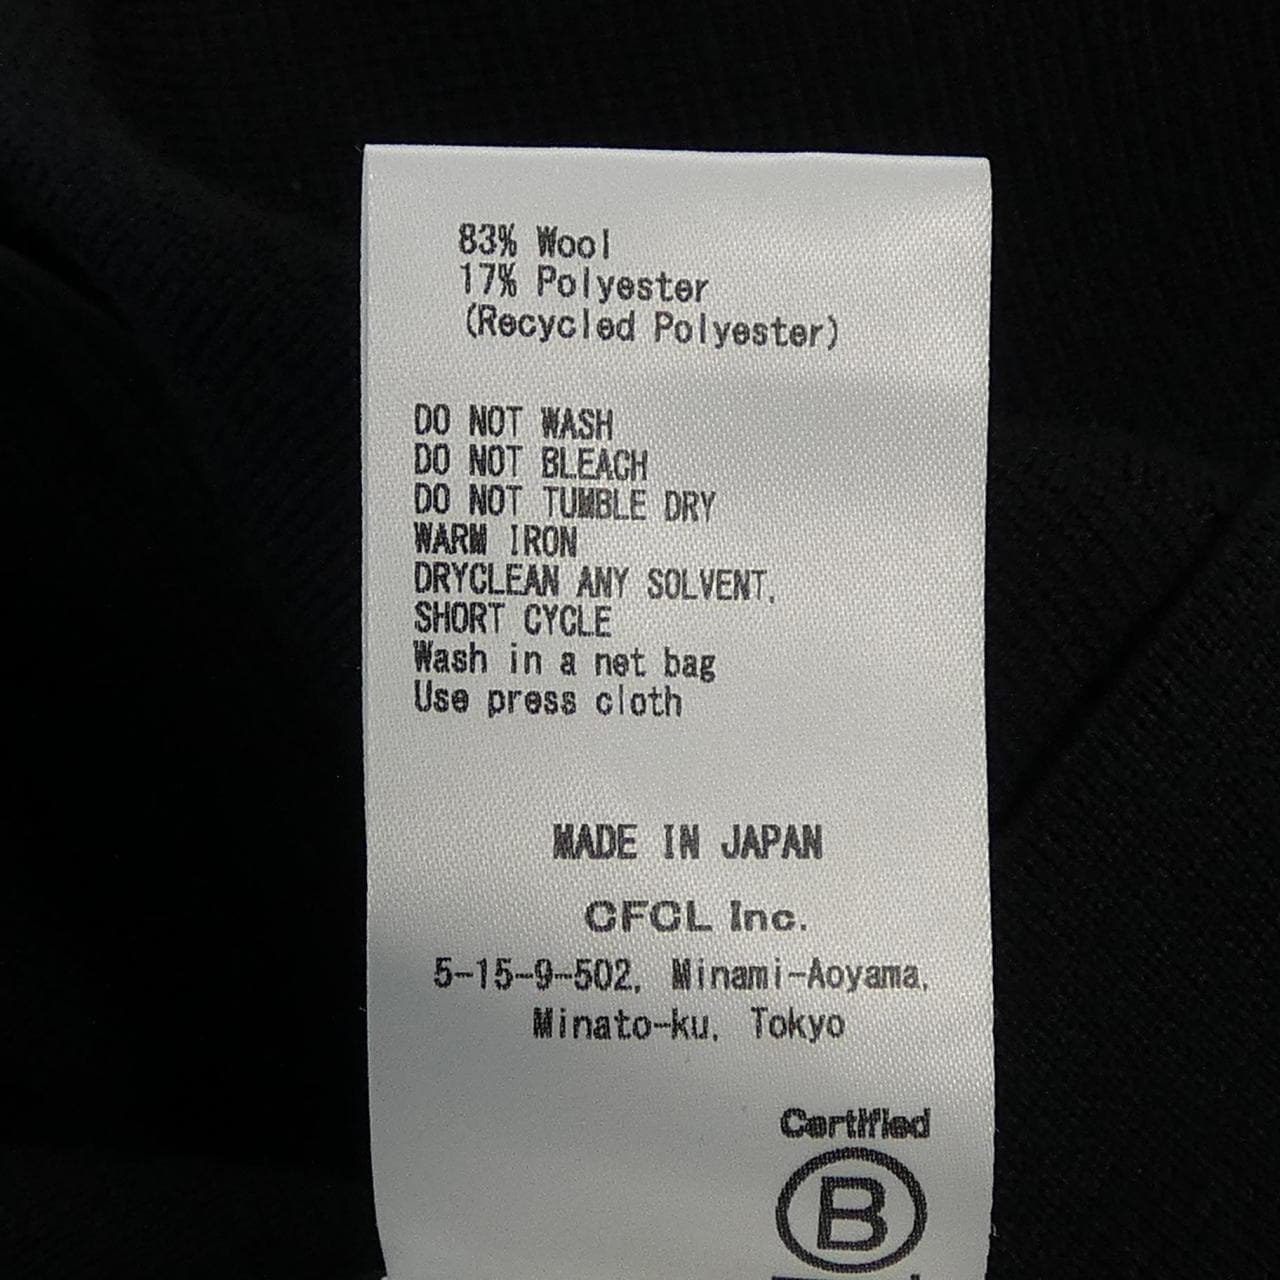 83% Wool
17% Polyester
(Recycled Polyester)
DO NOT WASH
DO NOT BLEACH
DO NOT TUMBLE DRY
WARM IRON
DRYCLEAN ANY SOLVENT,
SHORT CYCLE
Wash in a net bag
Use press cloth
MADE IN JAPAN
CFCL Inc.
5-15-9-502, Minami-Aoyama,
Minato-ku, Tokyo
Certified
B